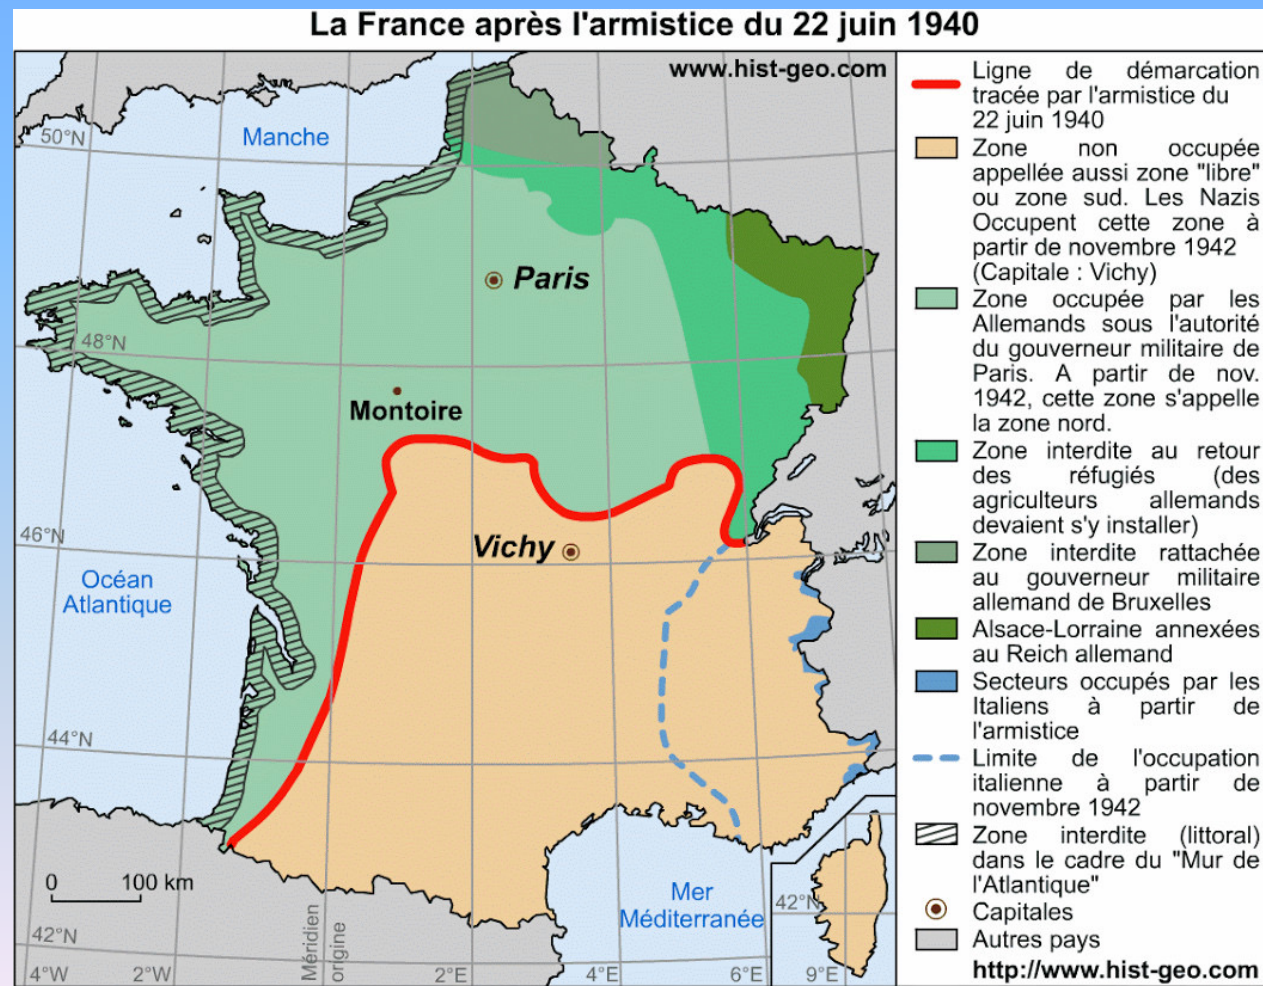 La France après l'armistice du 22 juin 1940
www.hist-geo.com
50°N
Manche
Paris
48°N
Montoire
46°N
Vichy
Océan
Atlantique
44°N
0 100 km
Mer
Méditerranée
42°N
42°N
Méridien
origine
4°W
2°W
2°E
4°E
6°E
9°E
Ligne de démarcation
tracée par l'armistice du
22 juin 1940
Zone non occupée
appellée aussi zone "libre"
ou zone sud. Les Nazis
Occupent cette zone à
partir de novembre 1942
(Capitale : Vichy)
Zone occupée par les
Allemands sous l'autorité
du gouverneur militaire de
Paris. A partir de nov.
1942, cette zone s'appelle
la zone nord.
Zone interdite au retour
des réfugiés (des
agriculteurs allemands
devaient s'y installer)
Zone interdite rattachée
au gouverneur militaire
allemand de Bruxelles
Alsace-Lorraine annexées
au Reich allemand
Secteurs occupés par les
Italiens à partir de
l'armistice
Limite de l'occupation
italienne à partir de
novembre 1942
Zone interdite (littoral)
dans le cadre du "Mur de
l'Atlantique"
Capitales
Autres pays
http://www.hist-geo.com